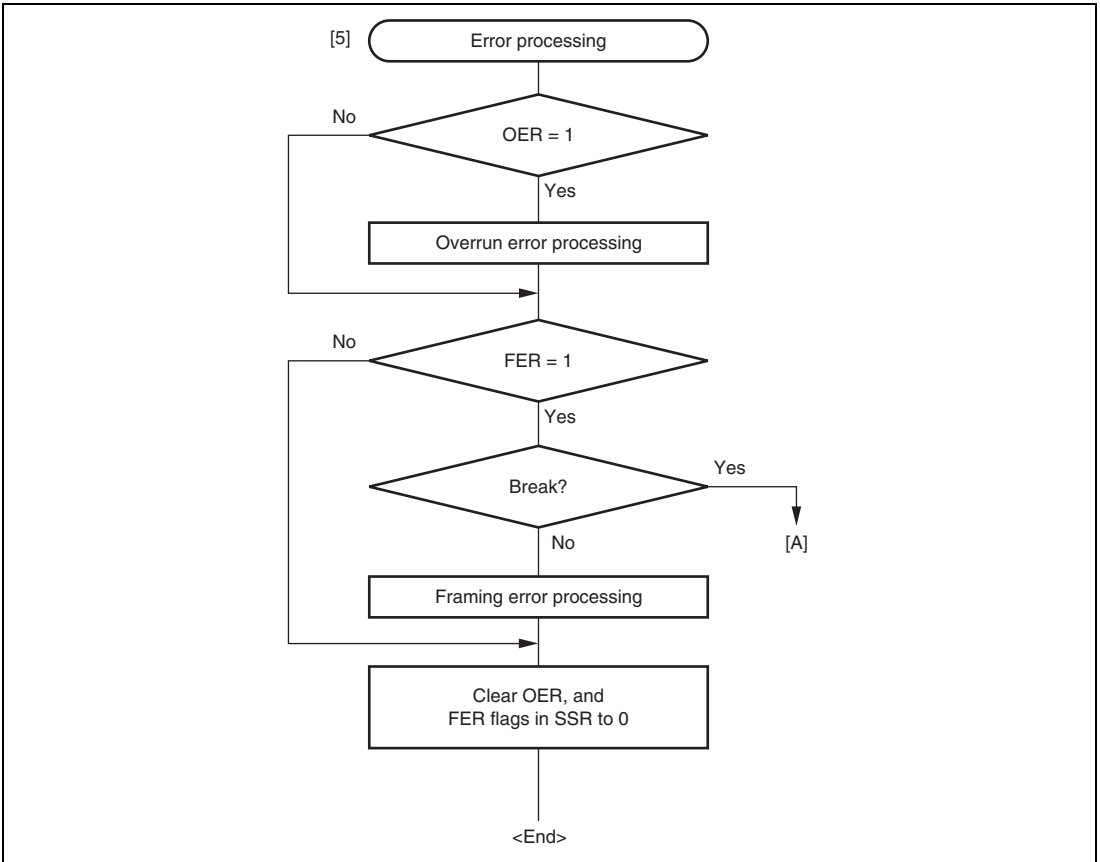 [5]
Error processing
No
OER = 1
Yes
Overrun error processing
No
FER = 1
Yes
Break?
Yes
No
[A]
Framing error processing
Clear OER, and
FER flags in SSR to 0
<End>